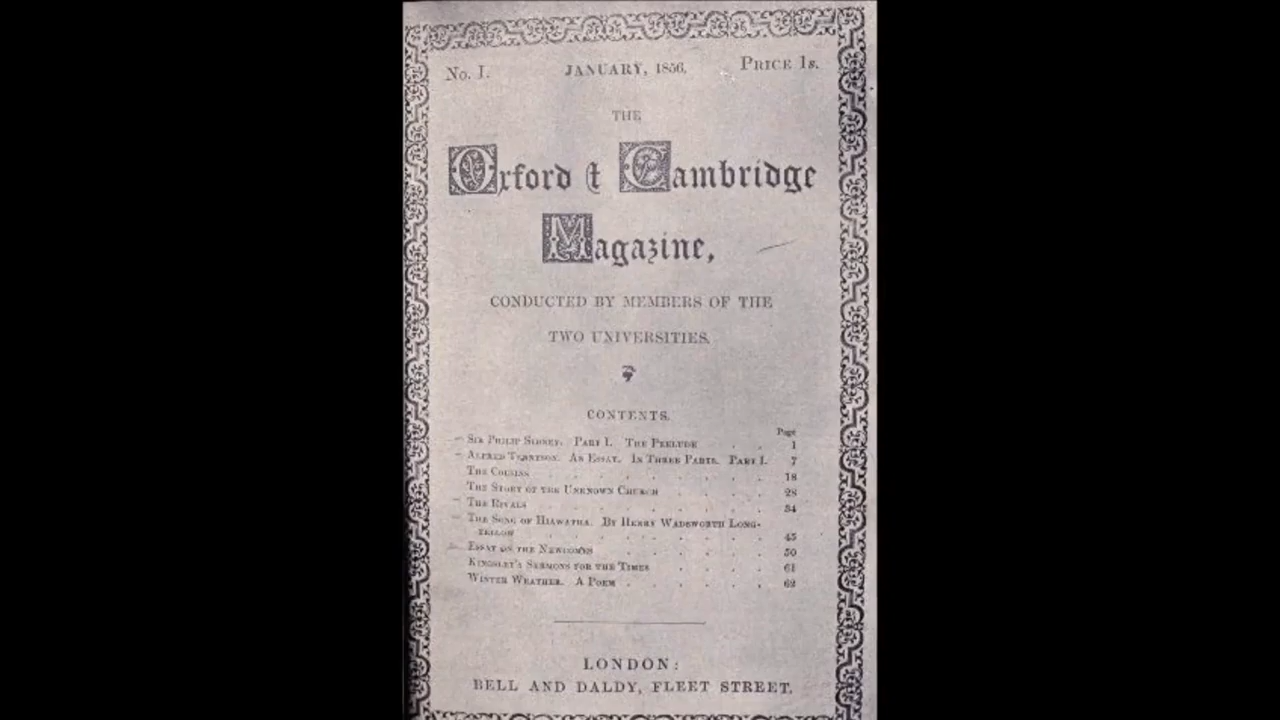 No. I. JANUARY, 1856. PRICE 1s.
THE
Oxford & Cambridge
Magazine,
CONDUCTED BY MEMBERS OF THE
TWO UNIVERSITIES.
CONTENTS.
Page
SIR PHILIP SIDNEY. PART I. THE PRELUDE 1
ALFRED TENNYSON. AN ESSAY. IN THREE PARTS. PART I. 7
THE COUSINS 18
THE STORY OF THE UNKNOWN CHURCH 28
THE RIVALS 34
THE SONG OF HIAWATHA. BY HENRY WADSWORTH LONG-
FELLOW 45
ESSAY ON THE NEWCOMES 50
KINGSLEY'S SERMONS FOR THE TIMES 61
WINTER WEATHER. A POEM 62
LONDON:
BELL AND DALDY, FLEET STREET.